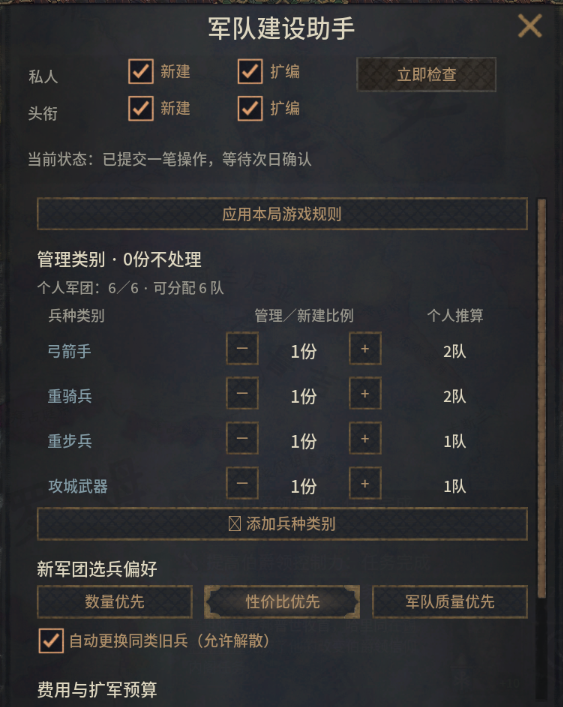 军队建设助手
私人 新建 扩编 立即检查
头衔 新建 扩编
当前状态：已提交一笔操作，等待次日确认
应用本局游戏规则
管理类别 · 0份不处理
个人军团：6／6 · 可分配 6 队
兵种类别 管理／新建比例 个人推算
弓箭手 − 1份 + 2队
重骑兵 − 1份 + 2队
重步兵 − 1份 + 1队
攻城武器 − 1份 + 1队
添加兵种类别
新军团选兵偏好
数量优先 性价比优先 军队质量优先
自动更换同类旧兵（允许解散）
费用与扩军预算